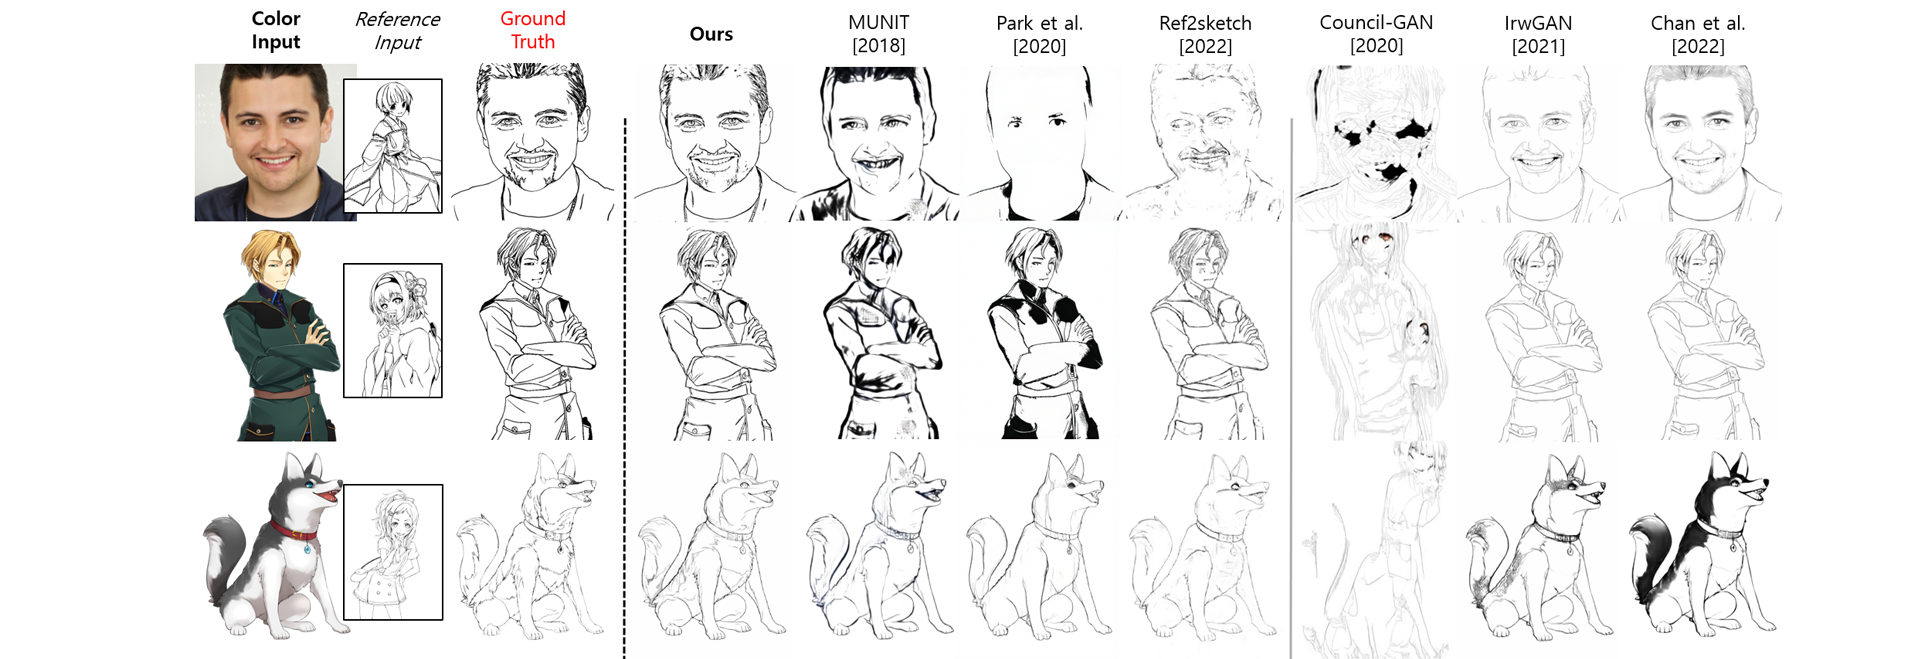 Color
Input
Reference
Input
Ground
Truth
Ours
MUNIT
[2018]
Park et al.
[2020]
Ref2sketch
[2022]
Council-GAN
[2020]
IrwGAN
[2021]
Chan et al.
[2022]